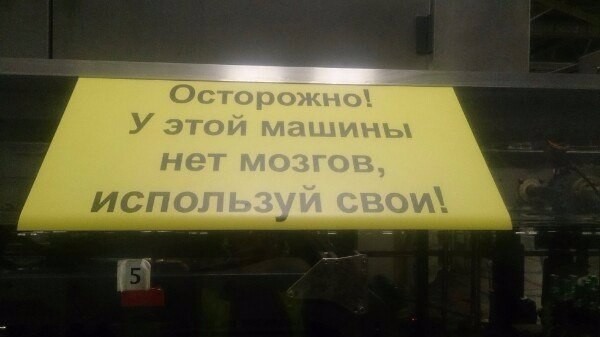 Осторожно!
У этой машины
нет мозгов,
используй свои!
5